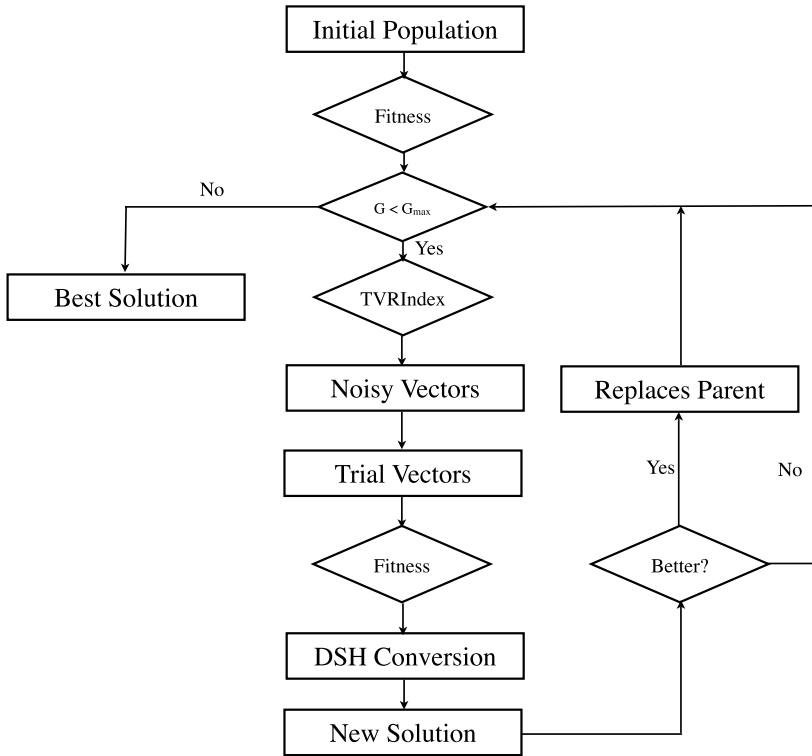 Initial Population
Fitness
No
G < Gmax
Yes
Best Solution
TVRIndex
Noisy Vectors
Replaces Parent
Trial Vectors
Yes
No
Fitness
Better?
DSH Conversion
New Solution